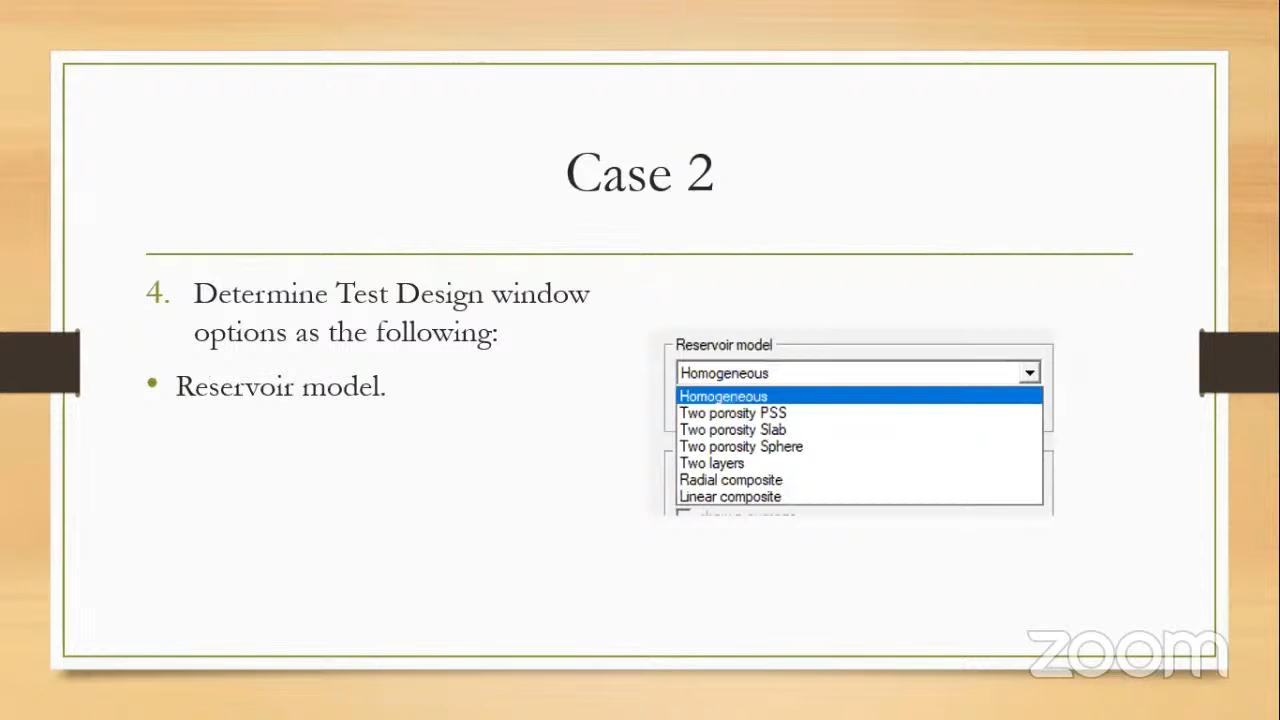 Case 2
4. Determine Test Design window
options as the following:
• Reservoir model.
Reservoir model
Homogeneous
Homogeneous
Two porosity PSS
Two porosity Slab
Two porosity Sphere
Two layers
Radial composite
Linear composite
zoom